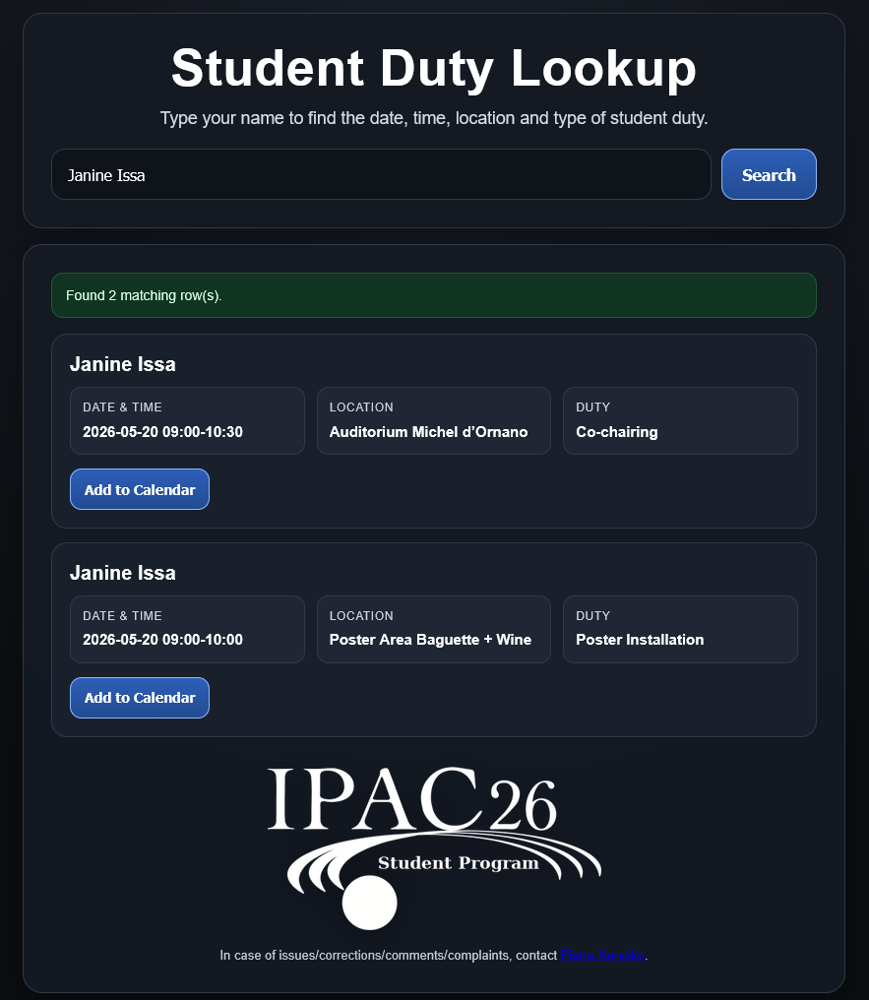 Student Duty Lookup
Type your name to find the date, time, location and type of student duty.
Janine Issa
Search
Found 2 matching row(s).
Janine Issa
DATE & TIME
2026-05-20 09:00-10:30
LOCATION
Auditorium Michel d’Ornano
DUTY
Co-chairing
Add to Calendar
Janine Issa
DATE & TIME
2026-05-20 09:00-10:00
LOCATION
Poster Area Baguette + Wine
DUTY
Poster Installation
Add to Calendar
IPAC26
Student Program
In case of issues/corrections/comments/complaints, contact Pierre Korysko.